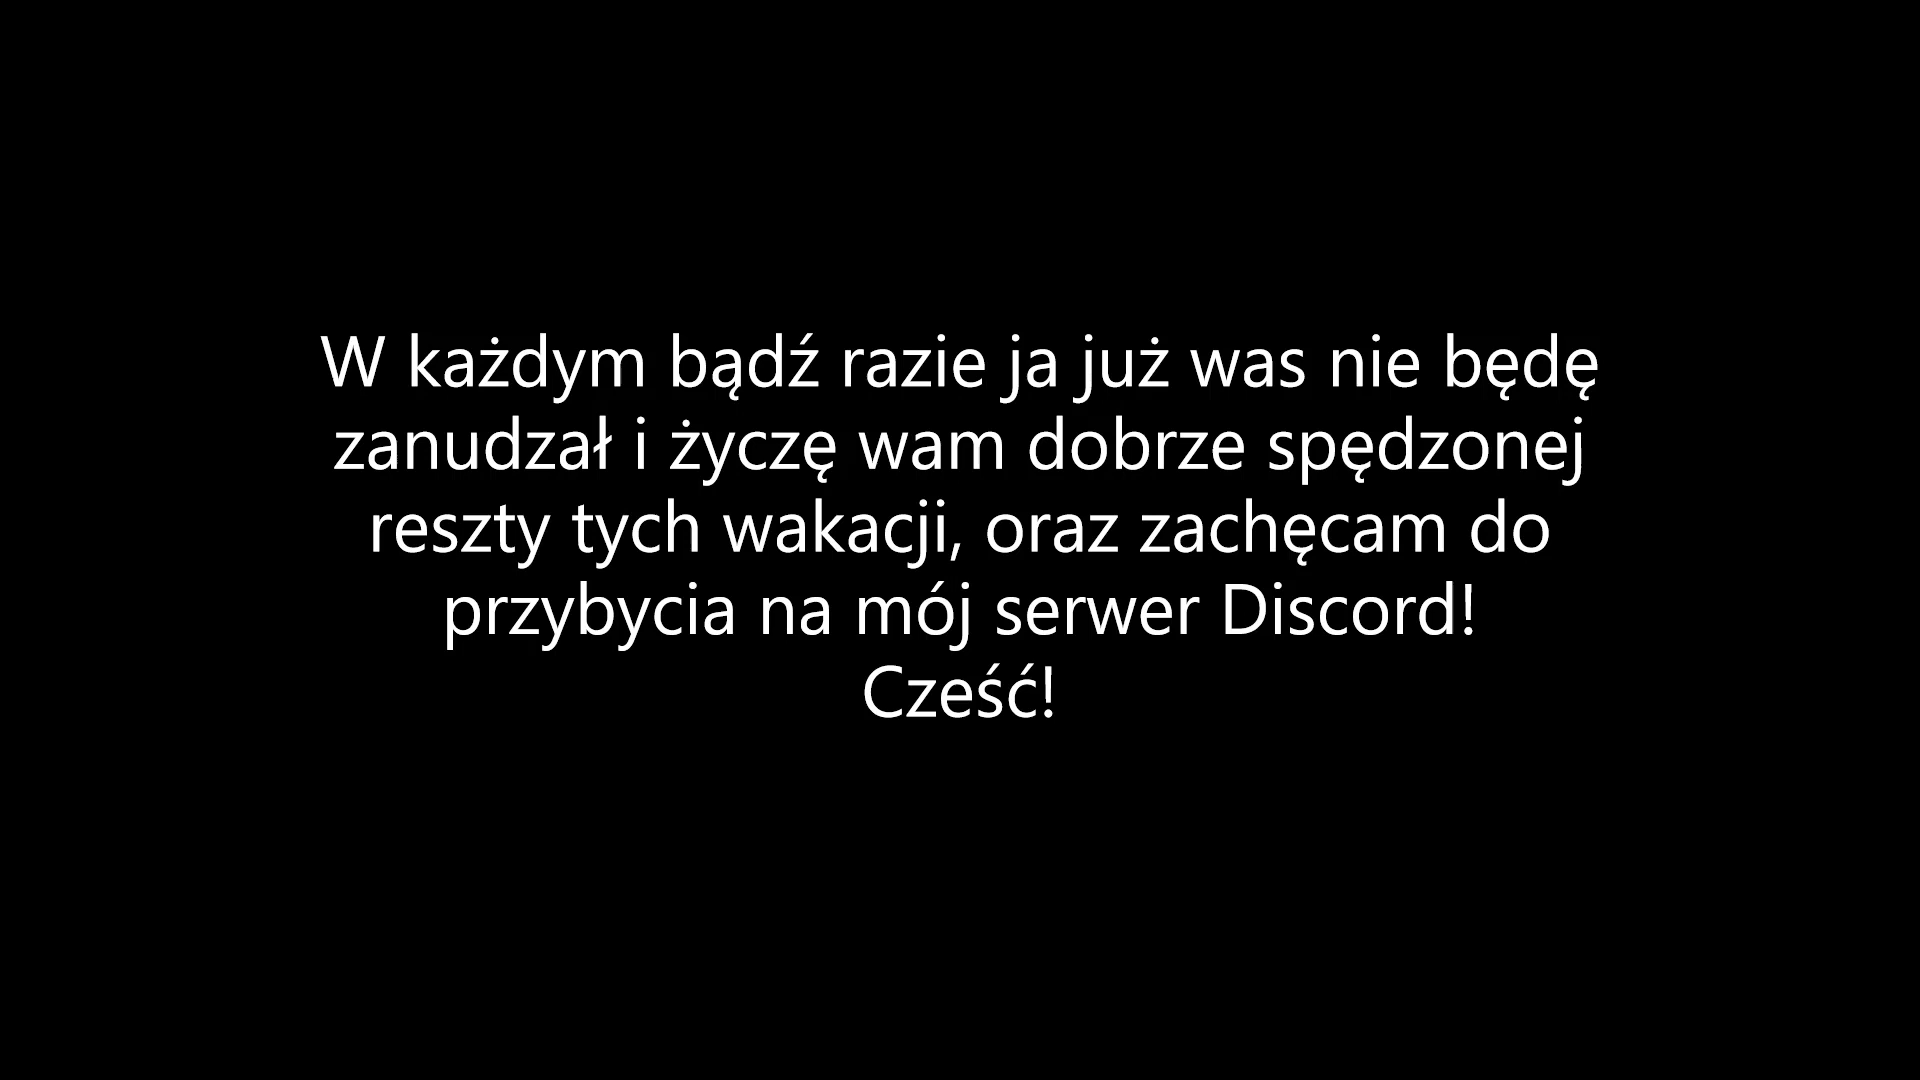 W każdym bądź razie ja już was nie będę
zanudzał i życzę wam dobrze spędzonej
reszty tych wakacji, oraz zachęcam do
przybycia na mój serwer Discord!
Cześć!